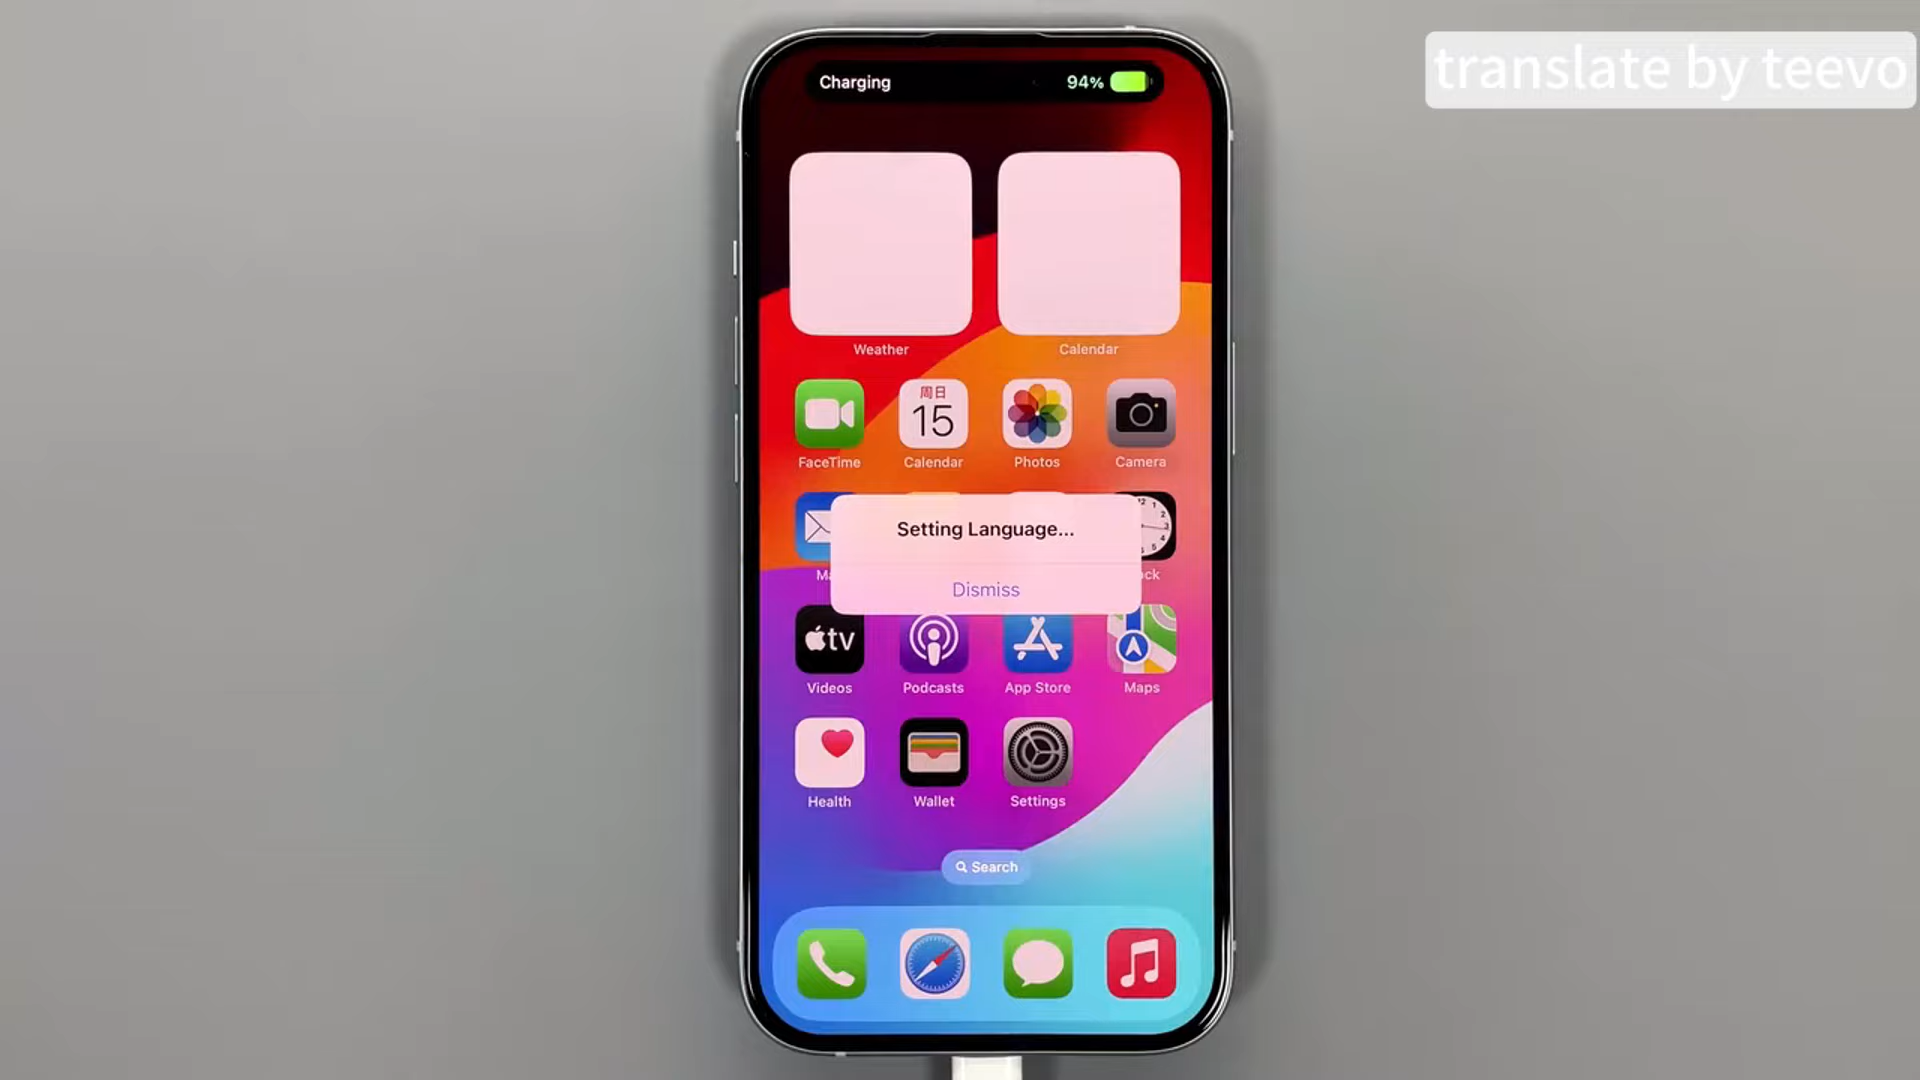 translate by teevo
Charging 94%
Weather Calendar
周日
15
FaceTime Calendar Photos Camera
Setting Language...
Dismiss
tv
Videos Podcasts App Store Maps
Health Wallet Settings
Search